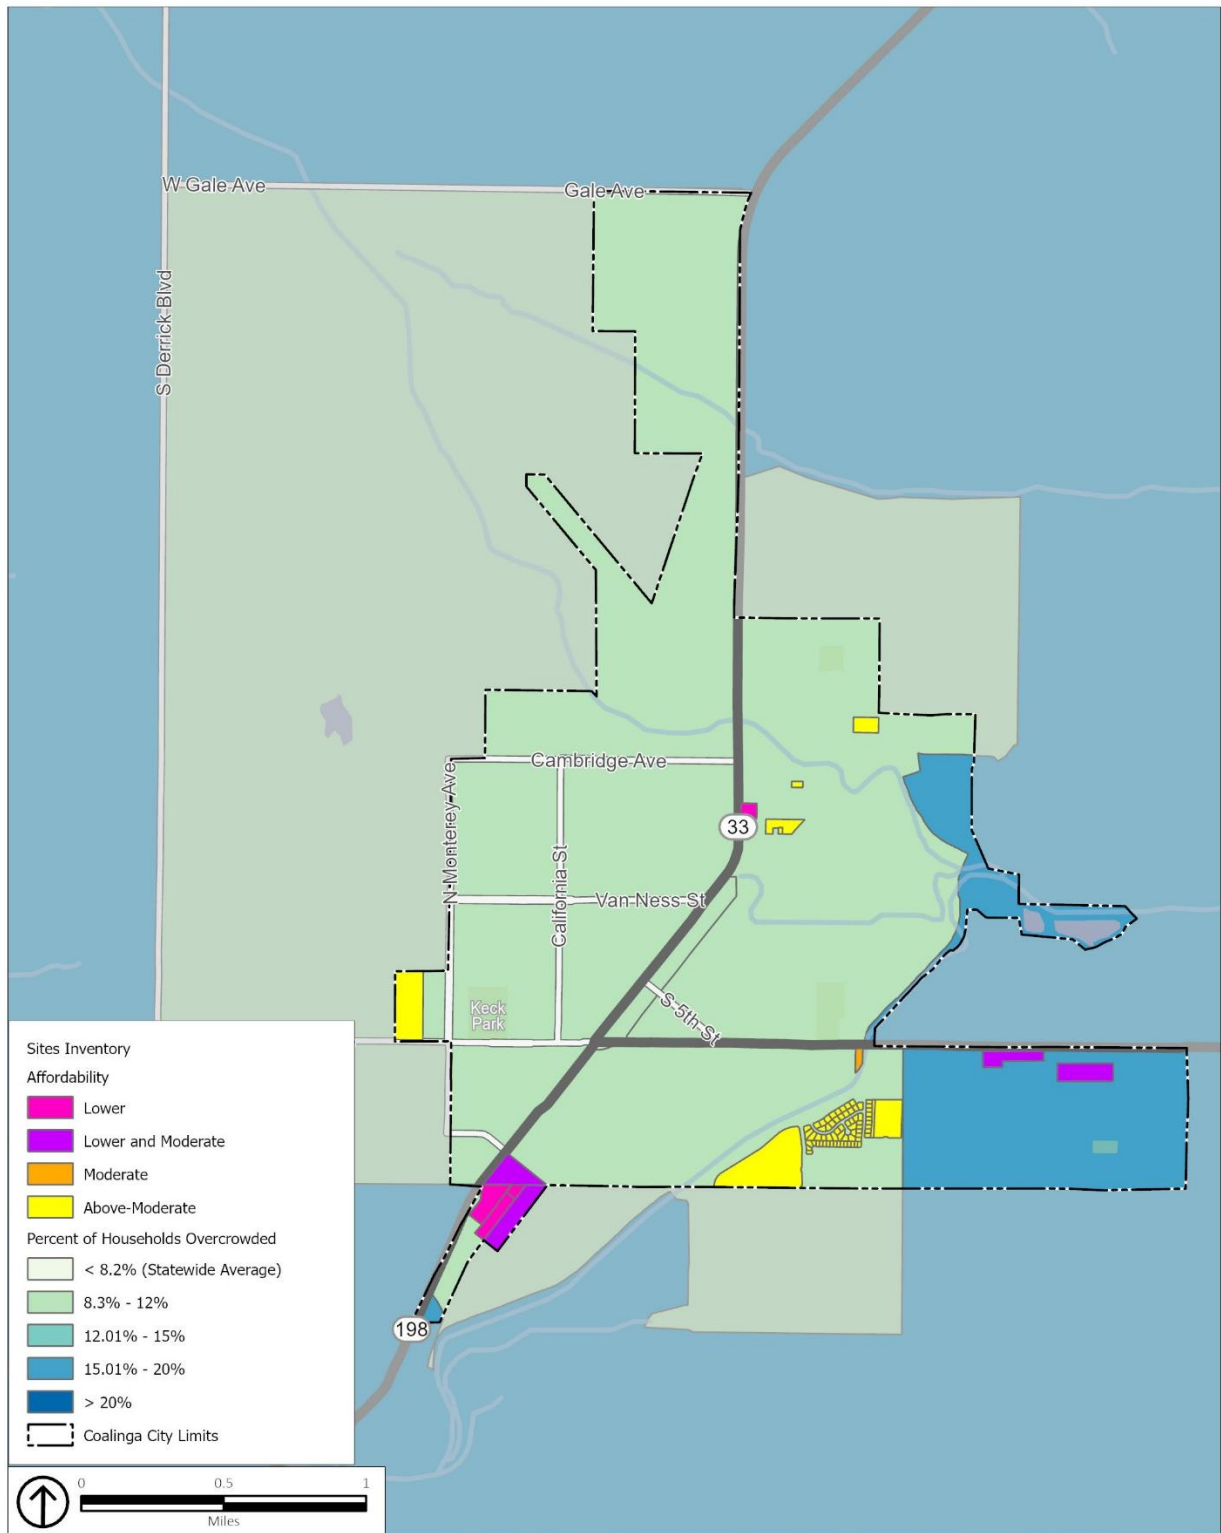 W Gale Ave
Gale Ave
S Derrick Blvd
Cambridge Ave
N Monterey Ave
33
California St
Van Ness St
S 5th St
Keck
Park
198
Sites Inventory
Affordability
Lower
Lower and Moderate
Moderate
Above-Moderate
Percent of Households Overcrowded
< 8.2% (Statewide Average)
8.3% - 12%
12.01% - 15%
15.01% - 20%
> 20%
Coalinga City Limits
0 0.5 1
Miles